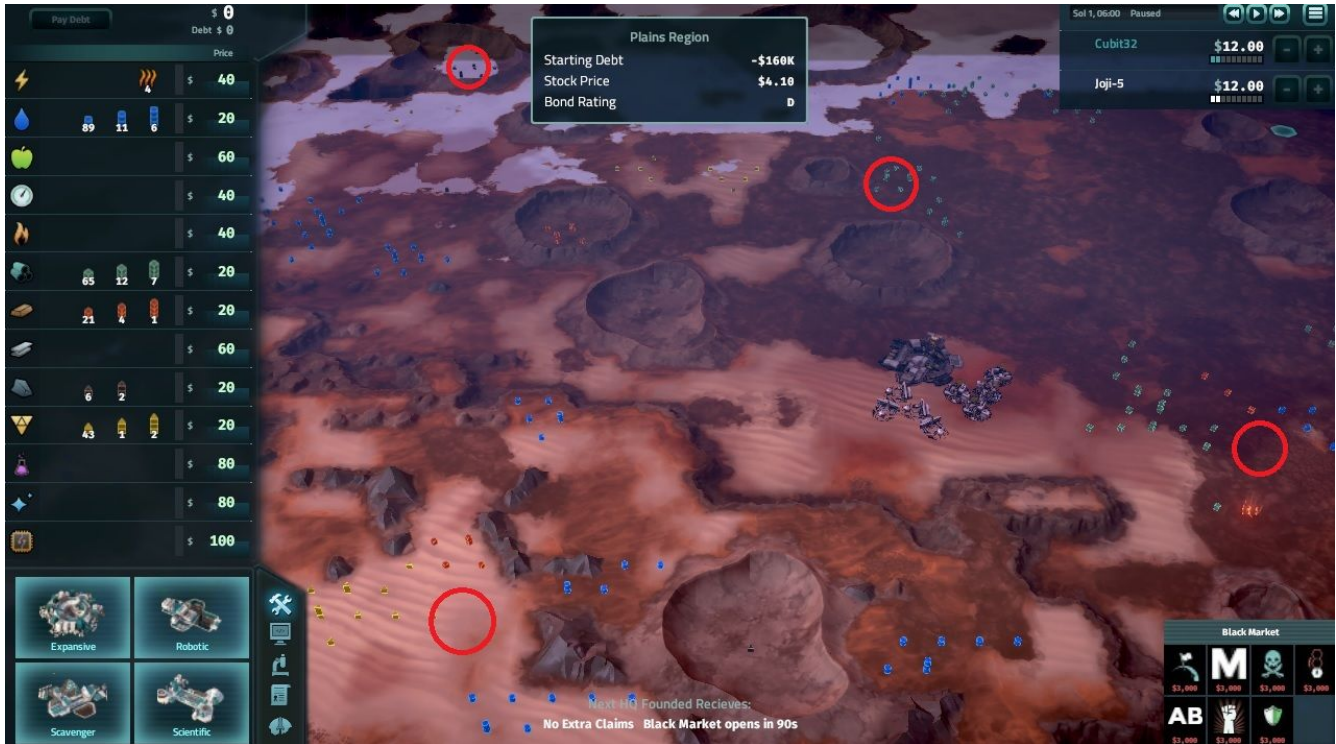 Pay Debt
$ 0
Debt $ 0
Price
4
$ 40
89 11 6
$ 20
$ 60
$ 40
$ 40
65 12 7
$ 20
21 4 1
$ 20
$ 60
6 2
$ 20
43 1 2
$ 20
$ 80
$ 80
$ 100
Expansive
Robotic
Scavenger
Scientific
Plains Region
Starting Debt -$160K
Stock Price $4.10
Bond Rating D
Sol 1, 06:00 Paused
Cubit32 $12.00 - +
Joji-5 $12.00 - +
Next HQ Founded Recieves:
No Extra Claims Black Market opens in 90s
Black Market
M
$3,000 $3,000 $3,000 $3,000
AB
$3,000 $3,000 $3,000